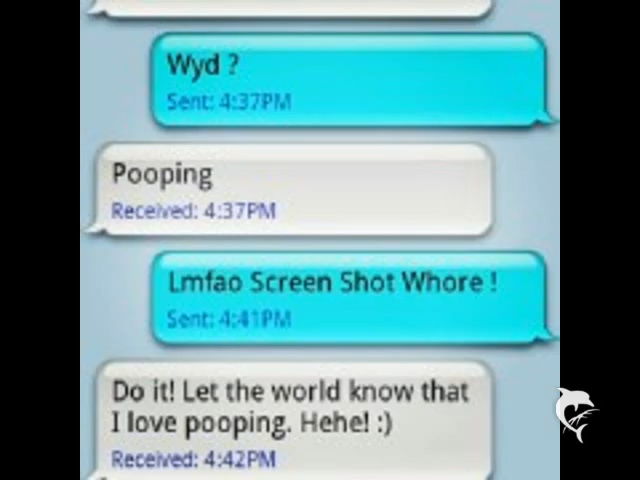 Wyd ?
Sent: 4:37PM
Pooping
Received: 4:37PM
Lmfao Screen Shot Whore !
Sent: 4:41PM
Do it! Let the world know that
I love pooping. Hehe! :)
Received: 4:42PM